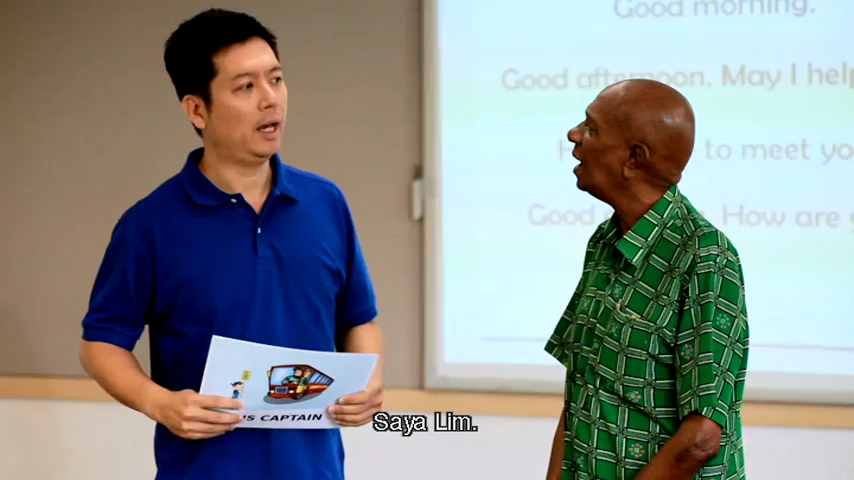 Good morning.
Good afternoon. May I help
to meet yo
Good How are
S CAPTAIN
Saya Lim.